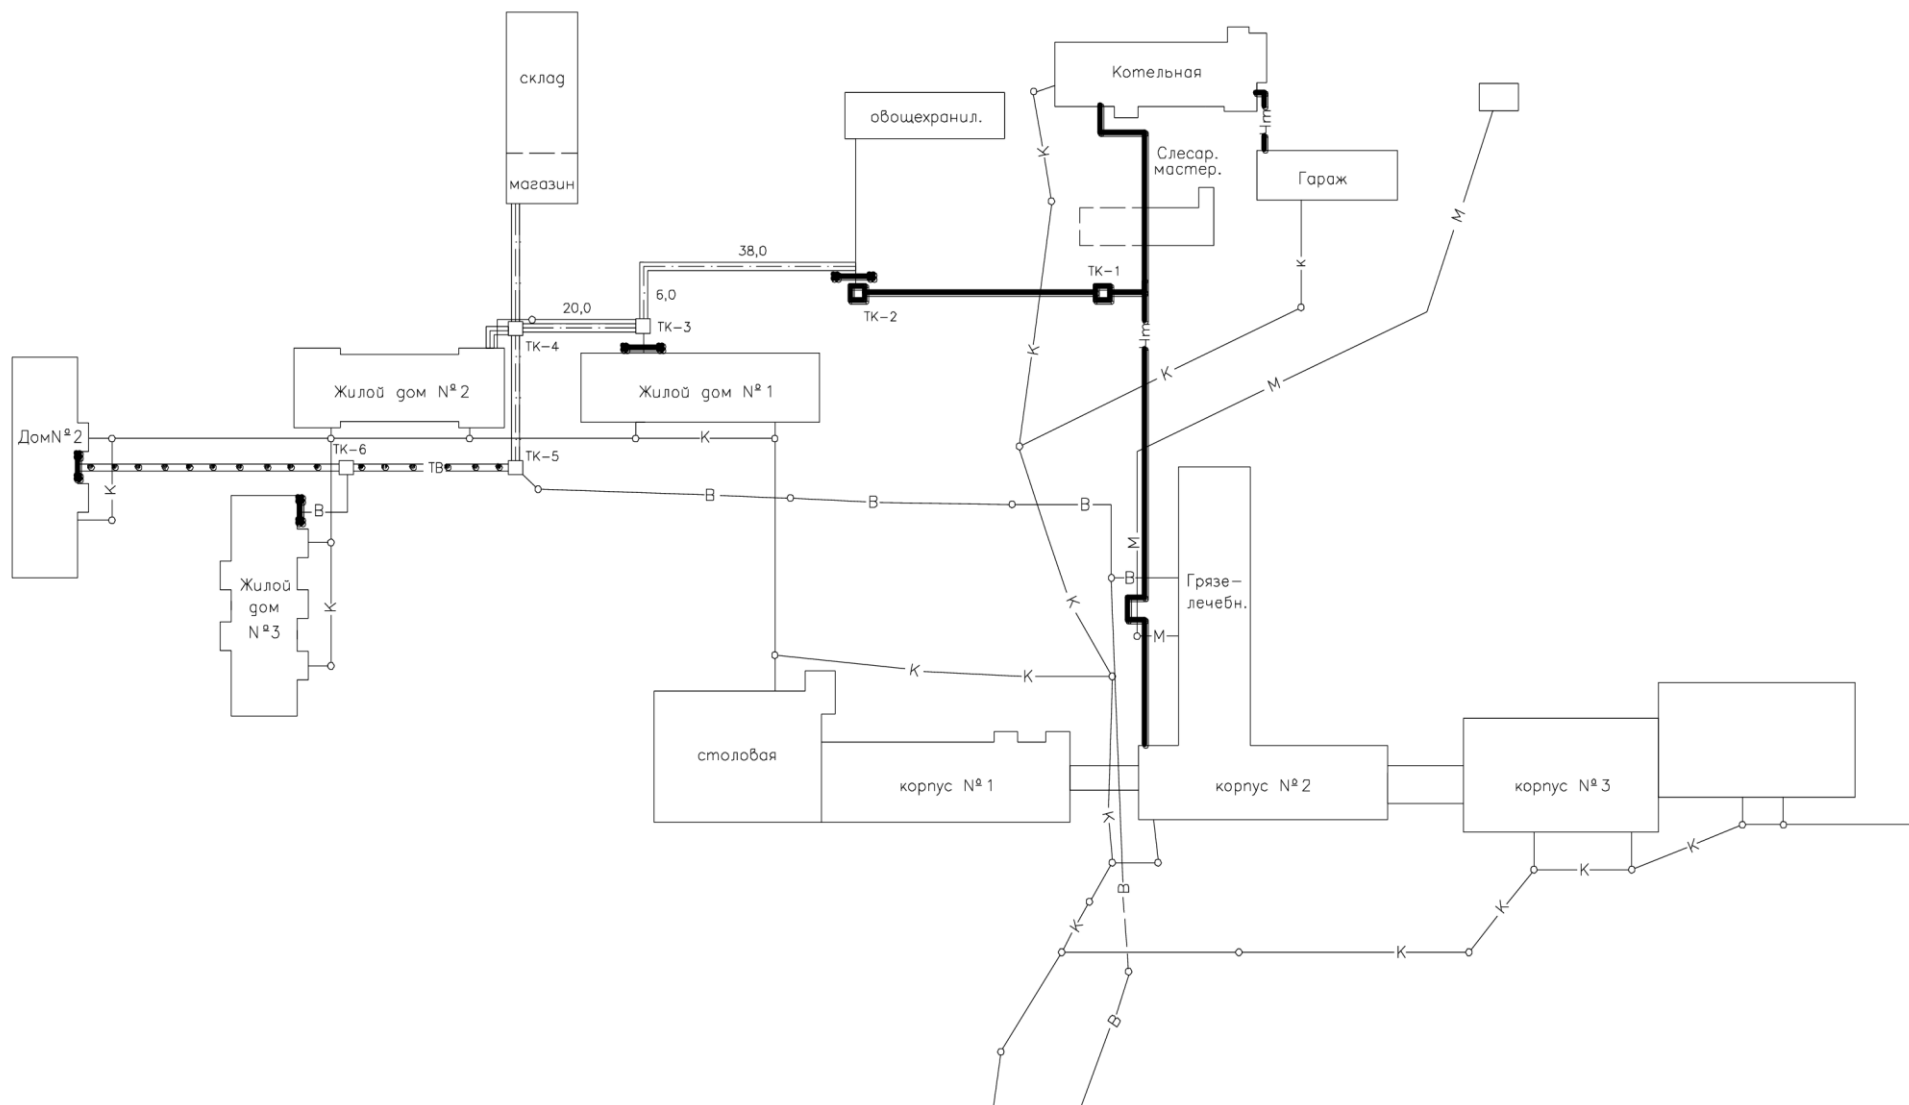 склад
Котельная
овощехранил.
К
Т
Слесар.
мастер.
магазин
Гараж
М
38,0
к
ТК-1
6,0
20,0
ТК-2
ТК-3
Т
ТК-4
К
К
М
Жилой дом №2
Жилой дом №1
Дом№2
К
ТК-6
ТВ
ТК-5
К
В
В
В
В
М
Жилой
дом
№3
К
В
Грязе-
лечебн.
К
М
К
К
столовая
корпус №1
корпус №2
корпус №3
К
К
К
В
К
К
К
В